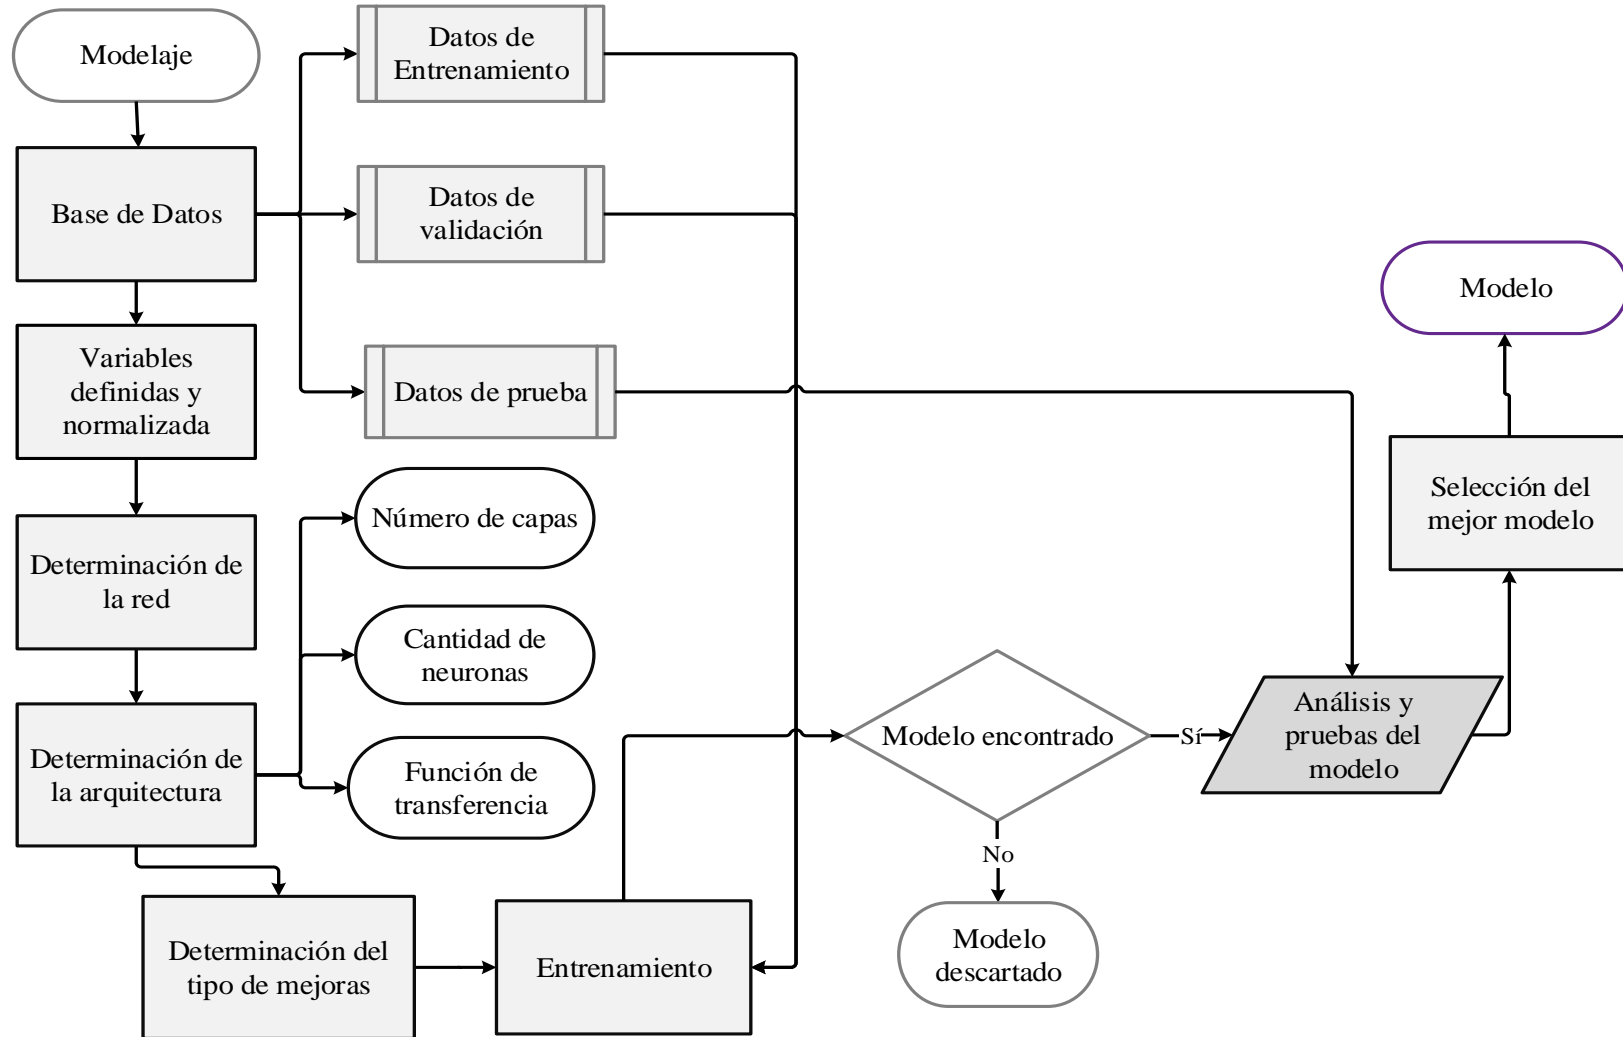 Modelaje
Datos de
Entrenamiento
Base de Datos
Datos de
validación
Modelo
Variables
definidas y
normalizada
Datos de prueba
Selección del
mejor modelo
Número de capas
Determinación de
la red
Cantidad de
neuronas
Determinación de
la arquitectura
Función de
transferencia
Modelo encontrado
Sí
Análisis y
pruebas del
modelo
No
Determinación del
tipo de mejoras
Entrenamiento
Modelo
descartado